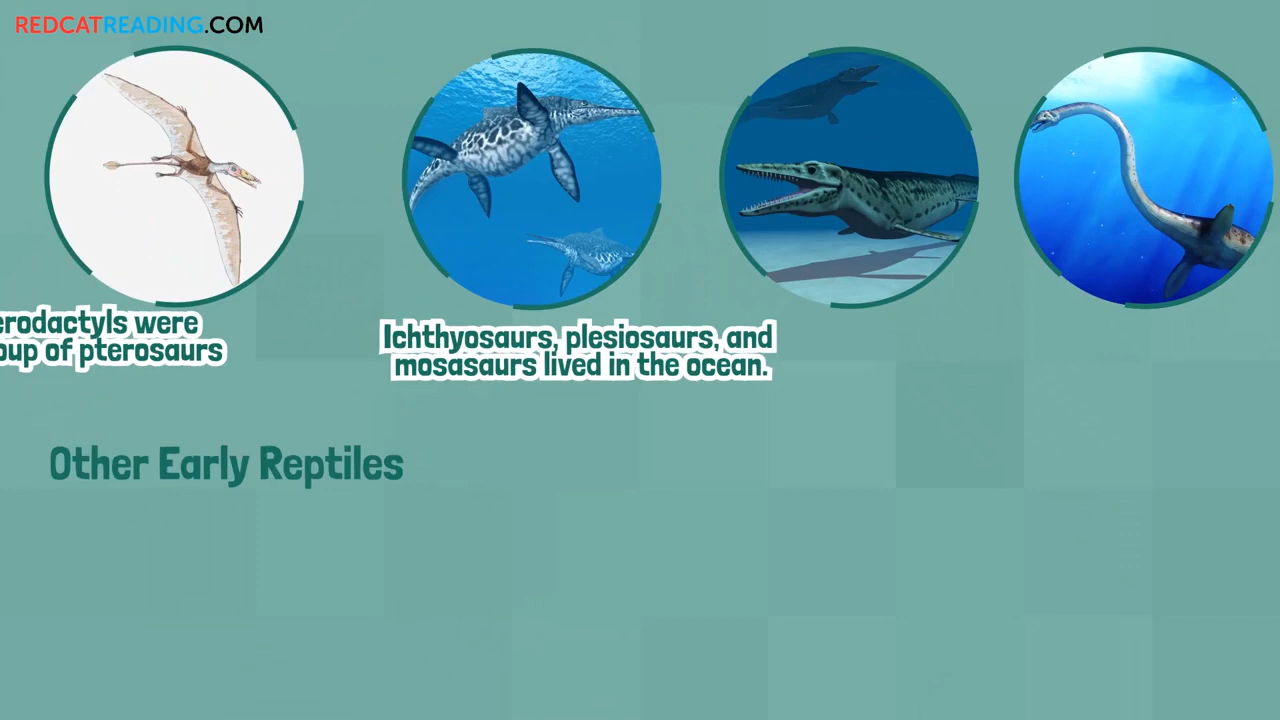 REDCATREADING.COM
erodactyls were
oup of pterosaurs
Ichthyosaurs, plesiosaurs, and
mosasaurs lived in the ocean.
Other Early Reptiles